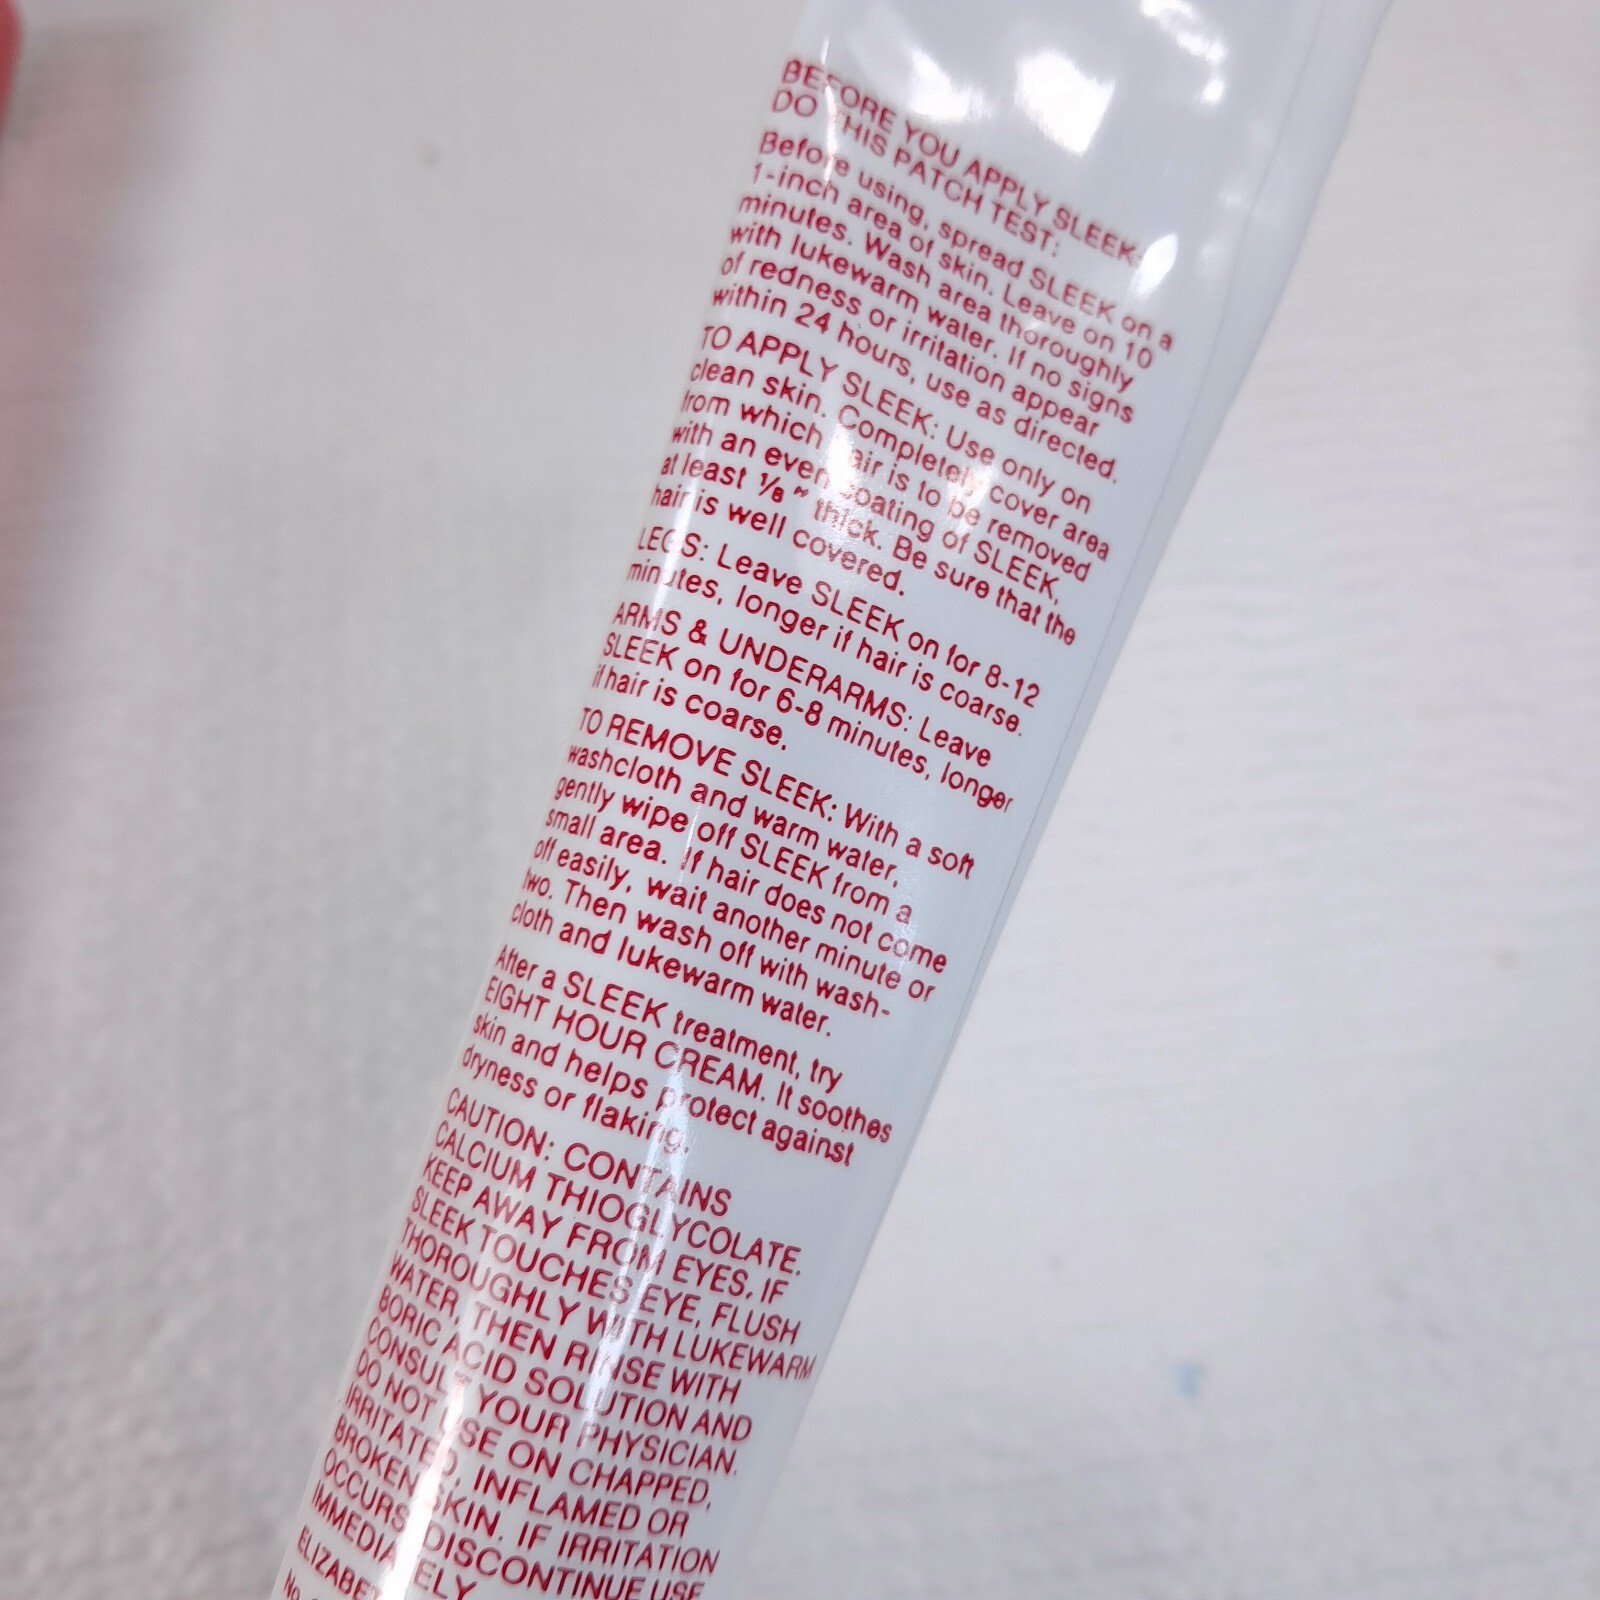 BEFORE YOU APPLY SLEEK:
DO THIS PATCH TEST:
Before using, spread SLEEK on a
1-inch area of skin. Leave on 10
minutes. Wash area thoroughly
with lukewarm water. If no signs
of redness or irritation appear
within 24 hours, use as directed.
TO APPLY SLEEK: Use only on
clean skin. Completely cover area
from which hair is to be removed
with an even coating of SLEEK,
at least 1/8" thick. Be sure that the
hair is well covered.
LEGS: Leave SLEEK on for 8-12
minutes, longer if hair is coarse.
ARMS & UNDERARMS: Leave
SLEEK on for 6-8 minutes, longer
if hair is coarse.
TO REMOVE SLEEK: With a soft
washcloth and warm water,
gently wipe off SLEEK from a
small area. If hair does not come
off easily, wait another minute or
two. Then wash off with wash-
cloth and lukewarm water.
After a SLEEK treatment, try
EIGHT HOUR CREAM. It soothes
skin and helps protect against
dryness or flaking.
CAUTION: CONTAINS
CALCIUM THIOGLYCOLATE.
KEEP AWAY FROM EYES. IF
SLEEK TOUCHES EYE, FLUSH
THOROUGHLY WITH LUKEWARM
WATER, THEN RINSE WITH
BORIC ACID SOLUTION AND
CONSULT YOUR PHYSICIAN.
DO NOT USE ON CHAPPED,
IRRITATED, INFLAMED OR
BROKEN SKIN. IF IRRITATION
OCCURS, DISCONTINUE USE
IMMEDIATELY